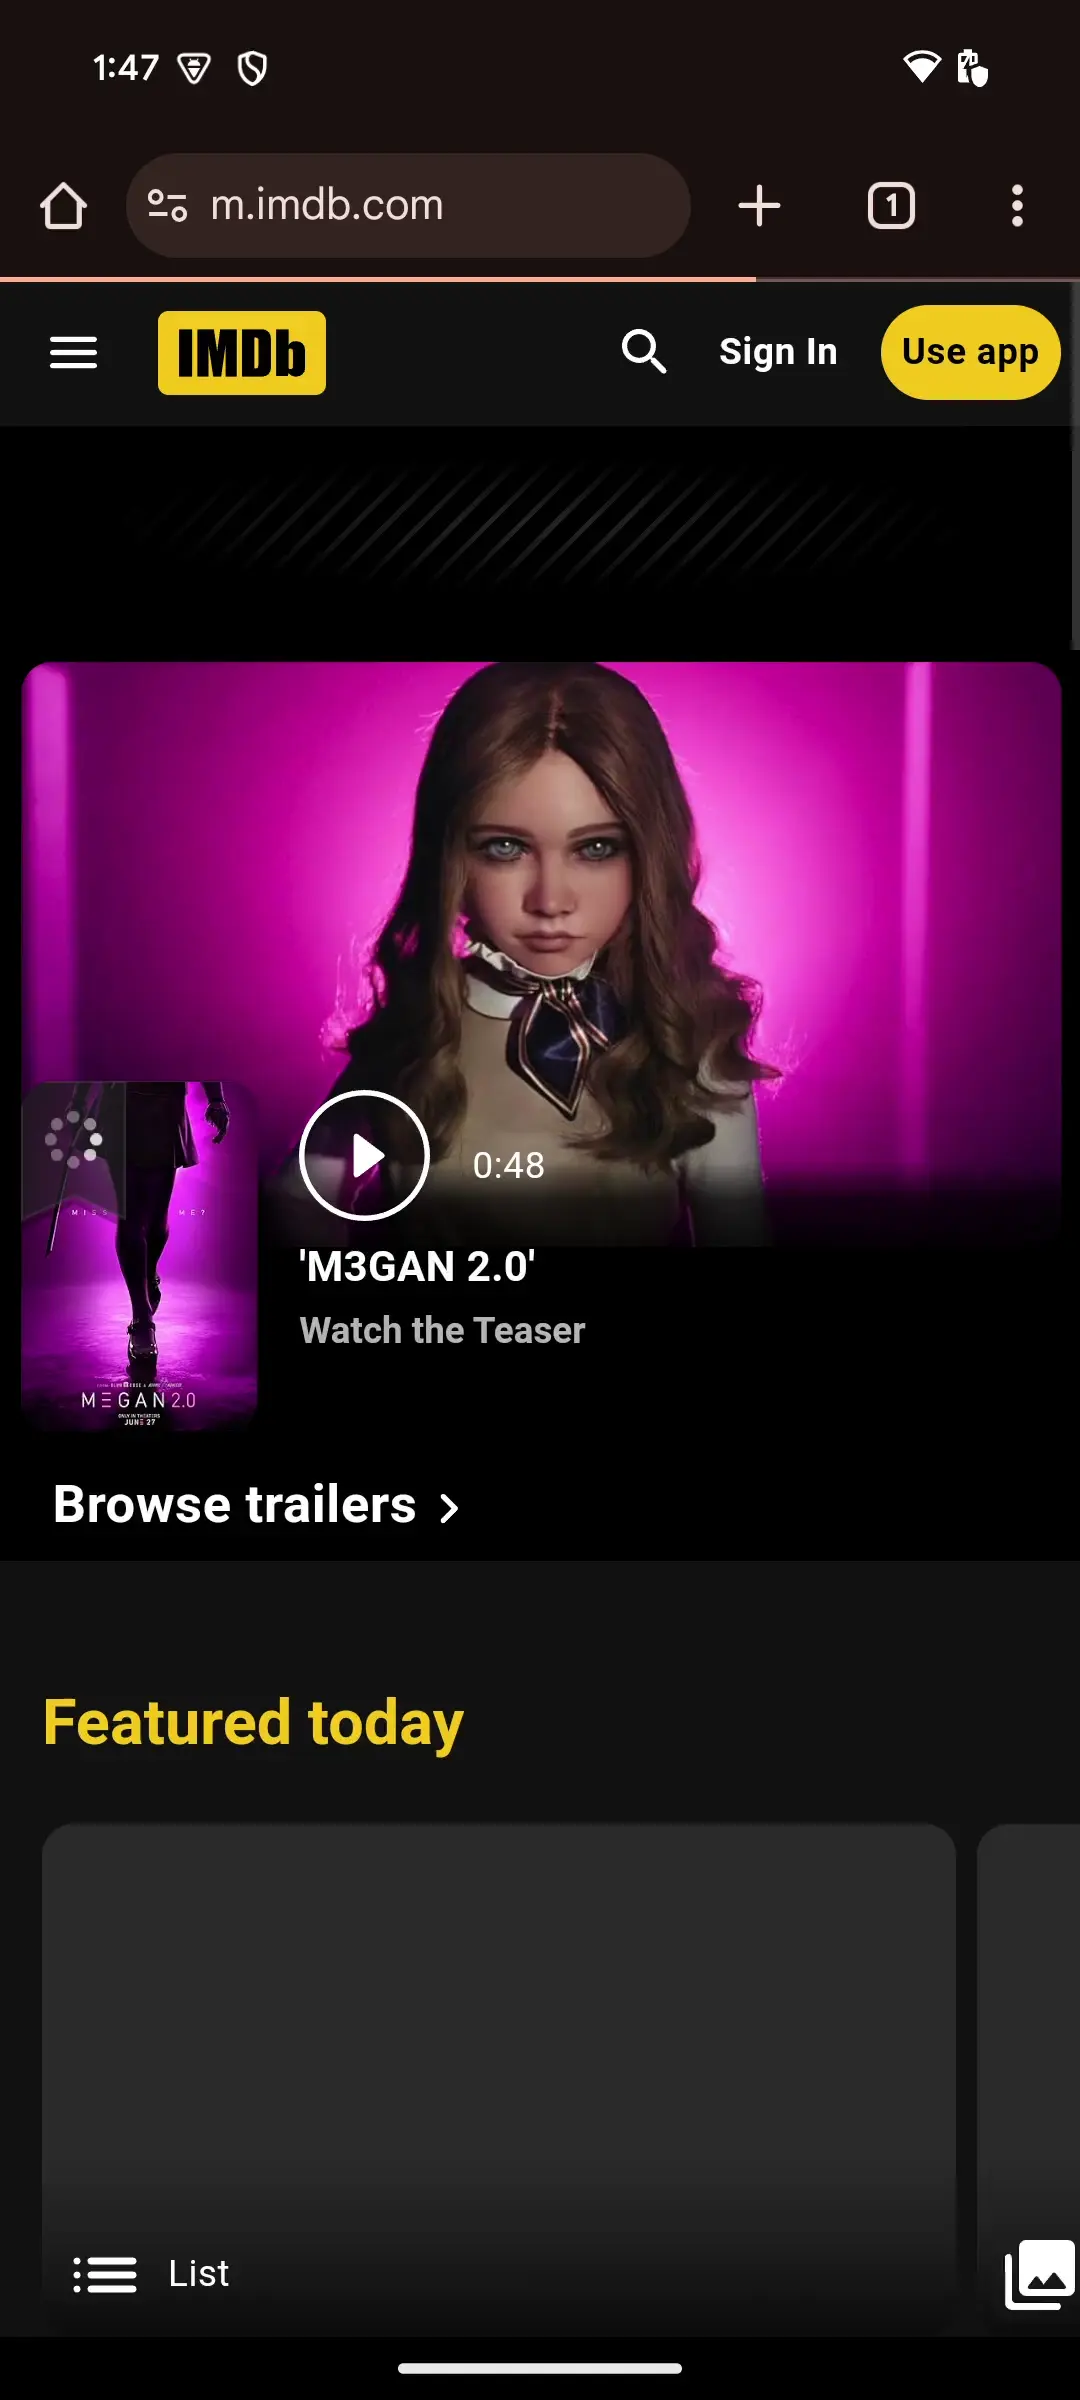 1:47
m.imdb.com
1
IMDb
Sign In
Use app
0:48
MISS ME?
'M3GAN 2.0'
Watch the Teaser
MΞGAN 2.0
ONLY IN THEATERS
JUNE 27
Browse trailers
Featured today
List